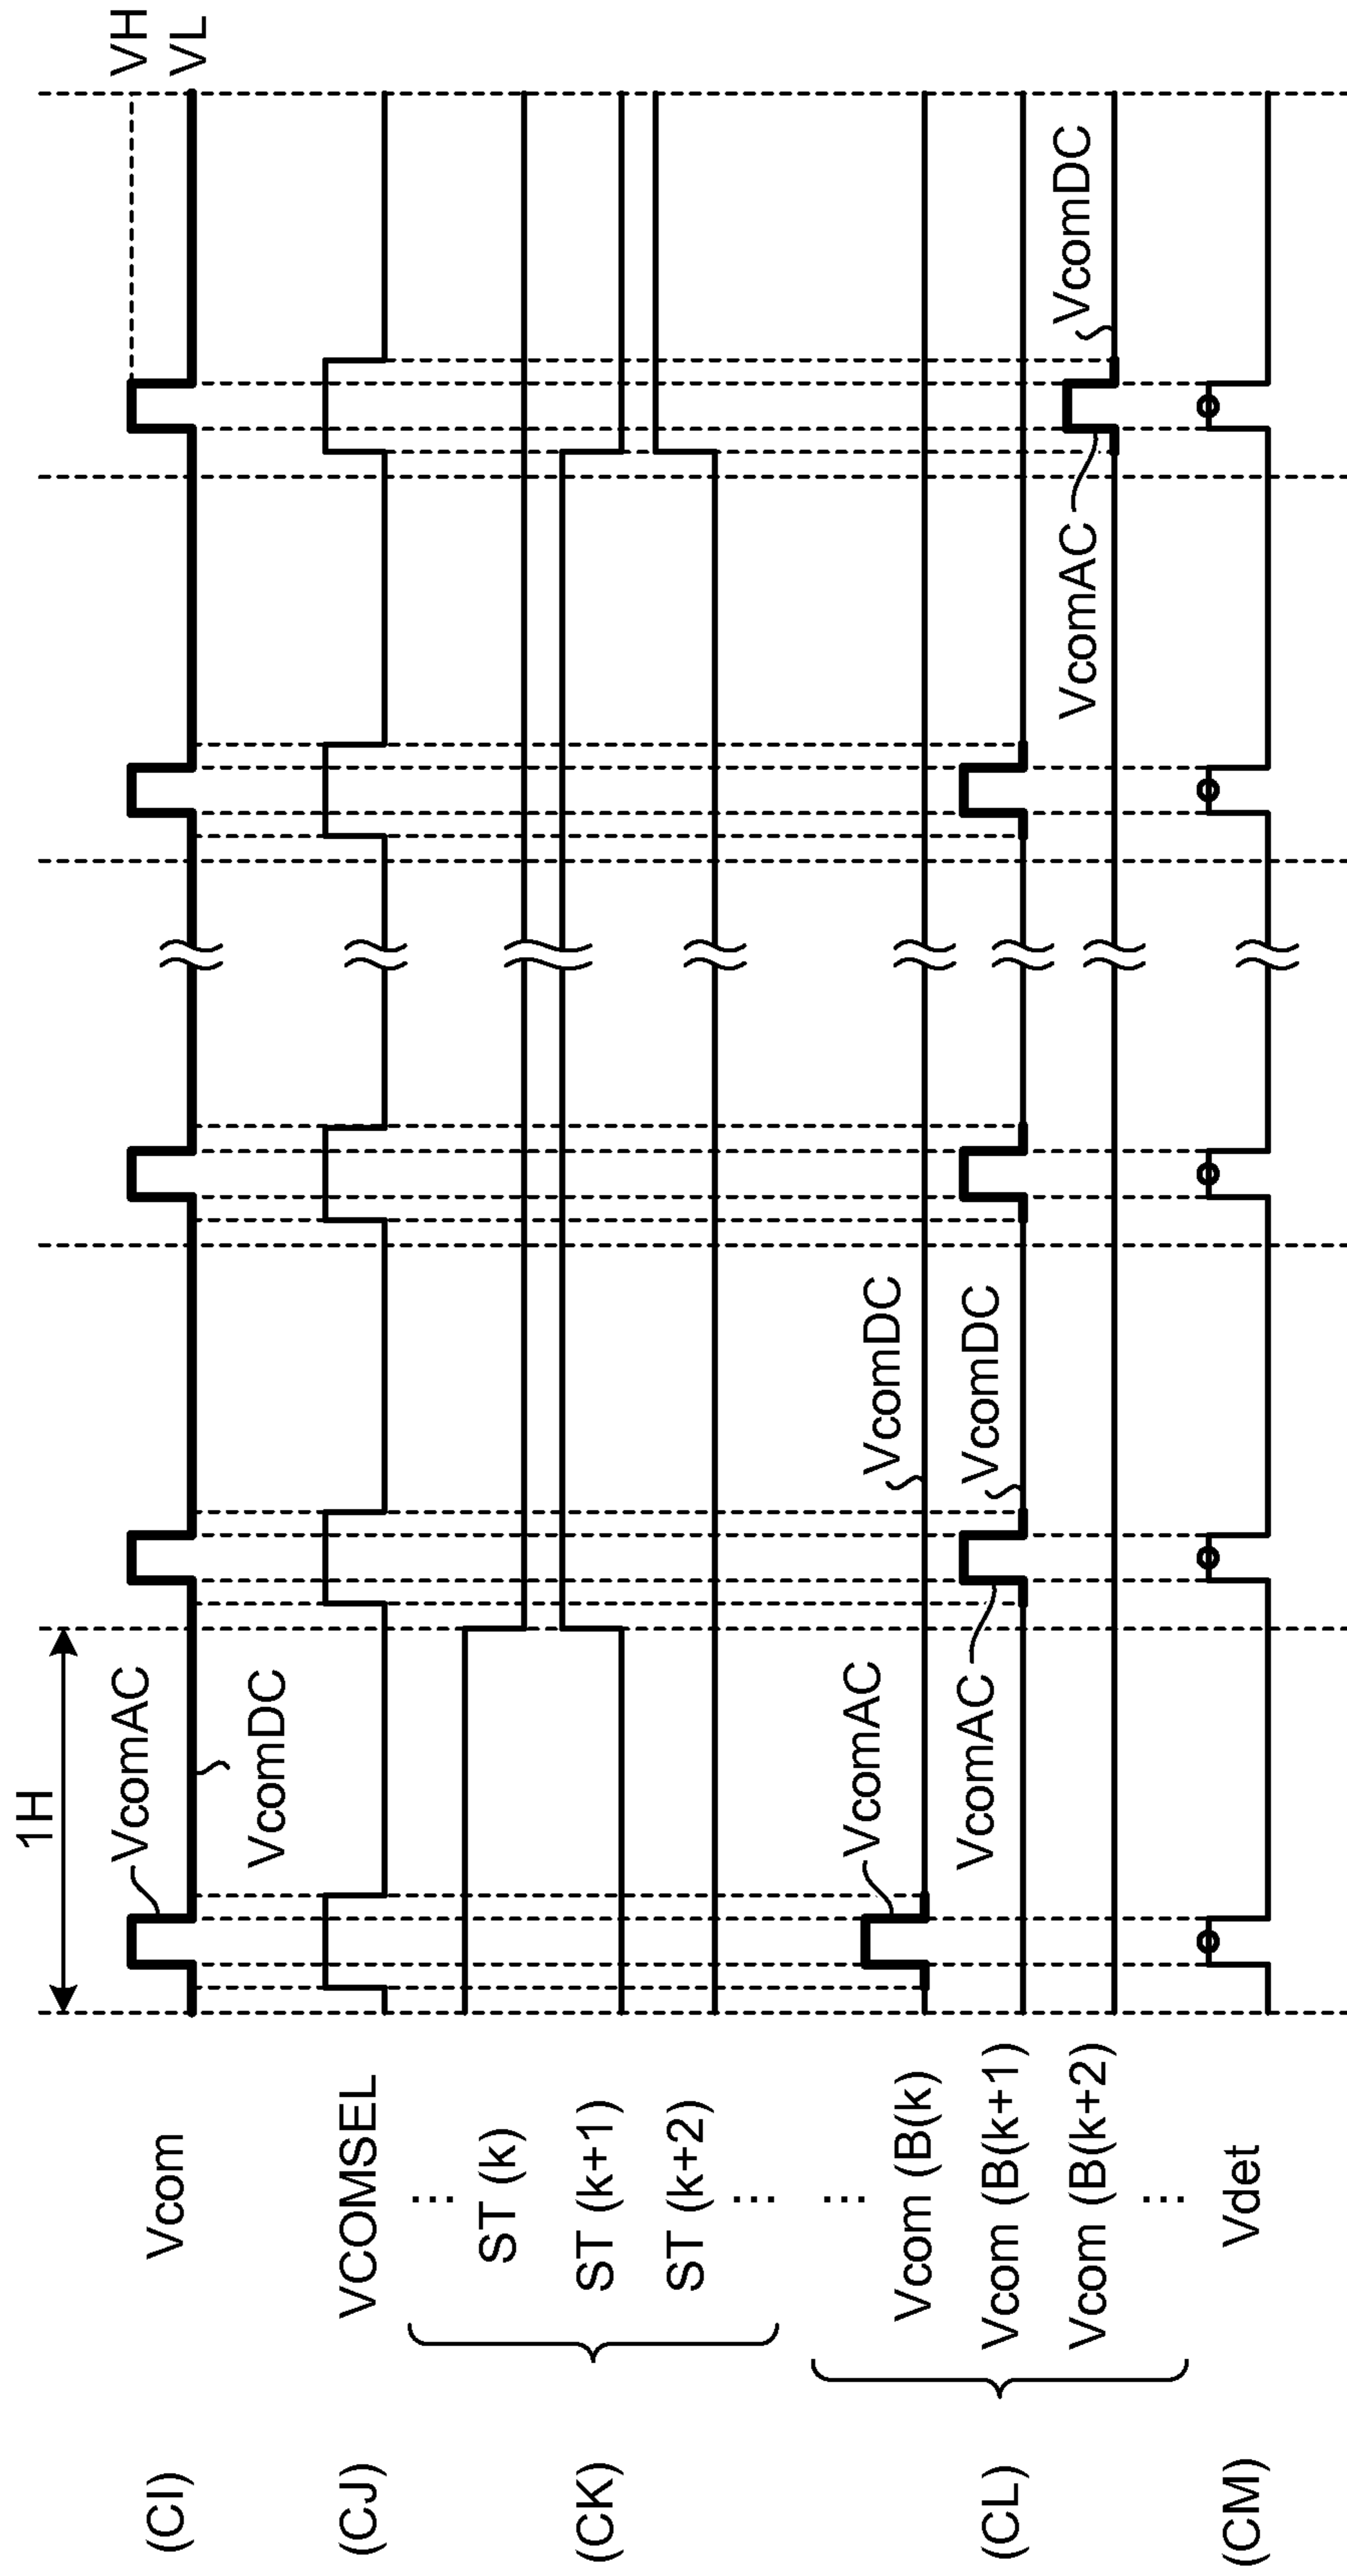 1H
VH
VL
(CI)
Vcom
VcomAC
VcomDC
(CJ)
VCOMSEL
...
(CK)
ST (k)
ST (k+1)
ST (k+2)
...
...
(CL)
Vcom (B(k)
VcomAC
VcomDC
Vcom (B(k+1)
VcomAC
VcomDC
Vcom (B(k+2)
VcomAC
VcomDC
...
(CM)
Vdet